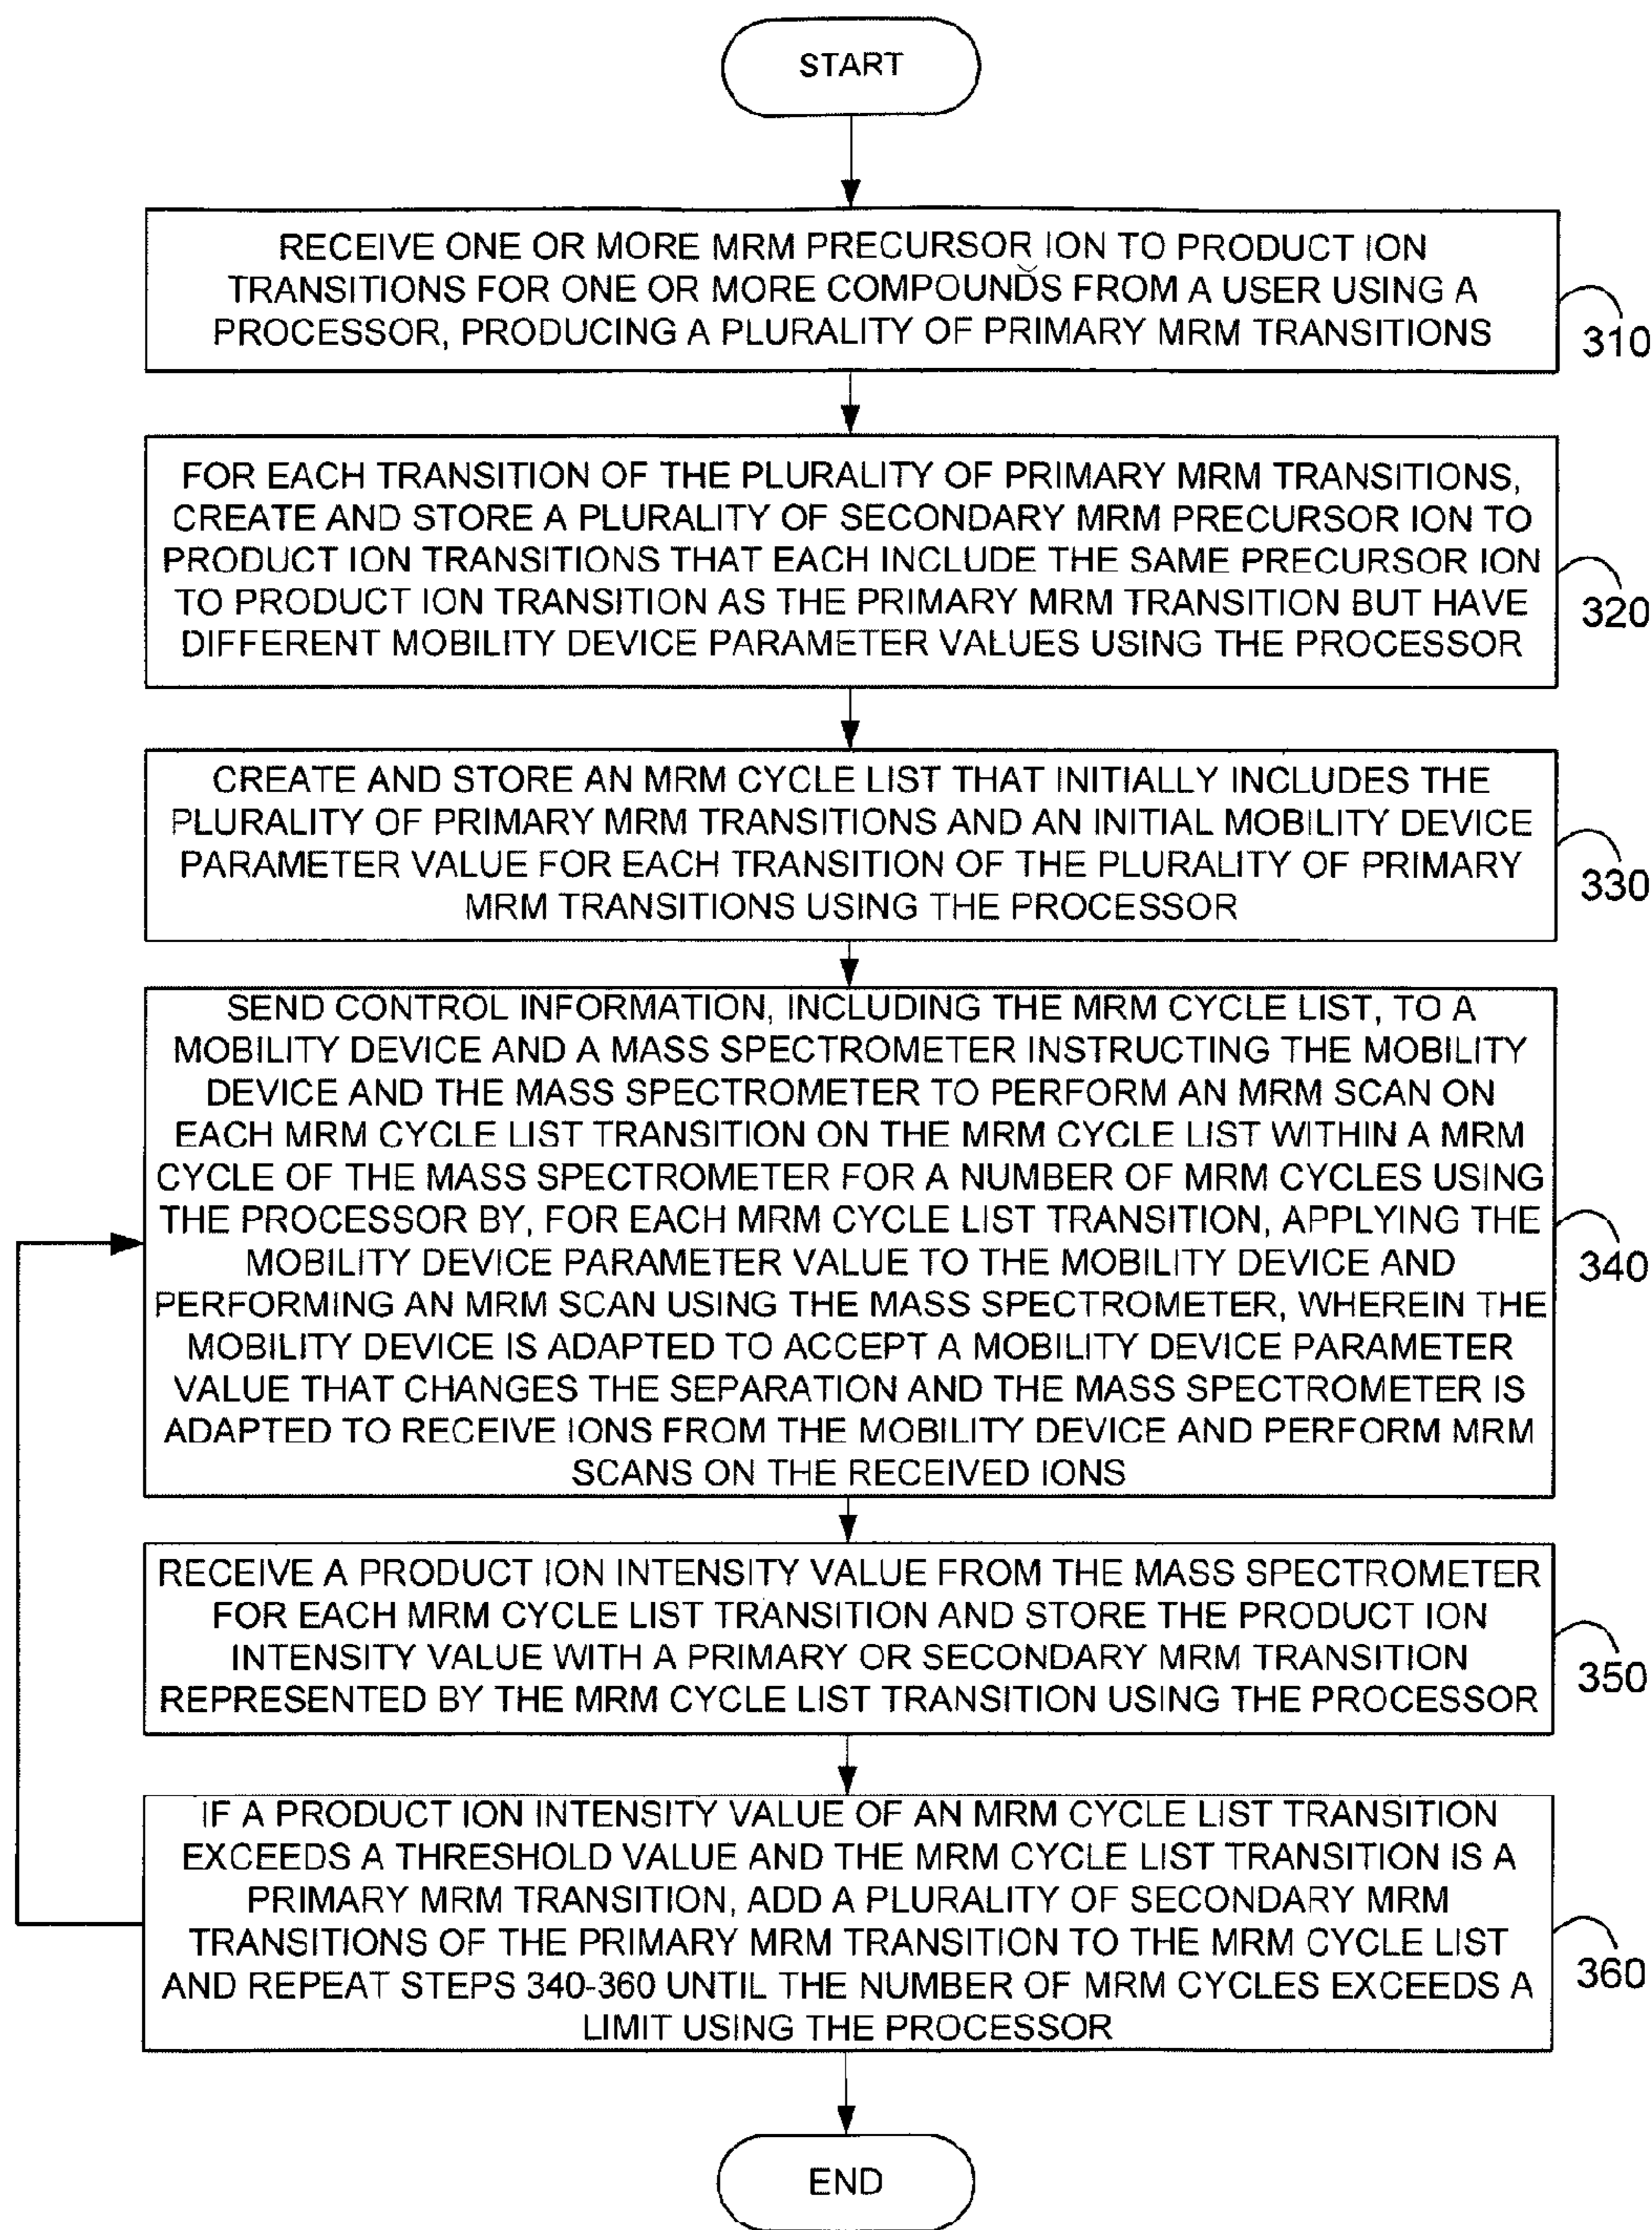 START
RECEIVE ONE OR MORE MRM PRECURSOR ION TO PRODUCT ION
TRANSITIONS FOR ONE OR MORE COMPOUNDS FROM A USER USING A
PROCESSOR, PRODUCING A PLURALITY OF PRIMARY MRM TRANSITIONS
310
FOR EACH TRANSITION OF THE PLURALITY OF PRIMARY MRM TRANSITIONS,
CREATE AND STORE A PLURALITY OF SECONDARY MRM PRECURSOR ION TO
PRODUCT ION TRANSITIONS THAT EACH INCLUDE THE SAME PRECURSOR ION
TO PRODUCT ION TRANSITION AS THE PRIMARY MRM TRANSITION BUT HAVE
DIFFERENT MOBILITY DEVICE PARAMETER VALUES USING THE PROCESSOR
320
CREATE AND STORE AN MRM CYCLE LIST THAT INITIALLY INCLUDES THE
PLURALITY OF PRIMARY MRM TRANSITIONS AND AN INITIAL MOBILITY DEVICE
PARAMETER VALUE FOR EACH TRANSITION OF THE PLURALITY OF PRIMARY
MRM TRANSITIONS USING THE PROCESSOR
330
SEND CONTROL INFORMATION, INCLUDING THE MRM CYCLE LIST, TO A
MOBILITY DEVICE AND A MASS SPECTROMETER INSTRUCTING THE MOBILITY
DEVICE AND THE MASS SPECTROMETER TO PERFORM AN MRM SCAN ON
EACH MRM CYCLE LIST TRANSITION ON THE MRM CYCLE LIST WITHIN A MRM
CYCLE OF THE MASS SPECTROMETER FOR A NUMBER OF MRM CYCLES USING
THE PROCESSOR BY, FOR EACH MRM CYCLE LIST TRANSITION, APPLYING THE
MOBILITY DEVICE PARAMETER VALUE TO THE MOBILITY DEVICE AND
PERFORMING AN MRM SCAN USING THE MASS SPECTROMETER, WHEREIN THE
MOBILITY DEVICE IS ADAPTED TO ACCEPT A MOBILITY DEVICE PARAMETER
VALUE THAT CHANGES THE SEPARATION AND THE MASS SPECTROMETER IS
ADAPTED TO RECEIVE IONS FROM THE MOBILITY DEVICE AND PERFORM MRM
SCANS ON THE RECEIVED IONS
340
RECEIVE A PRODUCT ION INTENSITY VALUE FROM THE MASS SPECTROMETER
FOR EACH MRM CYCLE LIST TRANSITION AND STORE THE PRODUCT ION
INTENSITY VALUE WITH A PRIMARY OR SECONDARY MRM TRANSITION
REPRESENTED BY THE MRM CYCLE LIST TRANSITION USING THE PROCESSOR
350
IF A PRODUCT ION INTENSITY VALUE OF AN MRM CYCLE LIST TRANSITION
EXCEEDS A THRESHOLD VALUE AND THE MRM CYCLE LIST TRANSITION IS A
PRIMARY MRM TRANSITION, ADD A PLURALITY OF SECONDARY MRM
TRANSITIONS OF THE PRIMARY MRM TRANSITION TO THE MRM CYCLE LIST
AND REPEAT STEPS 340-360 UNTIL THE NUMBER OF MRM CYCLES EXCEEDS A
LIMIT USING THE PROCESSOR
360
END